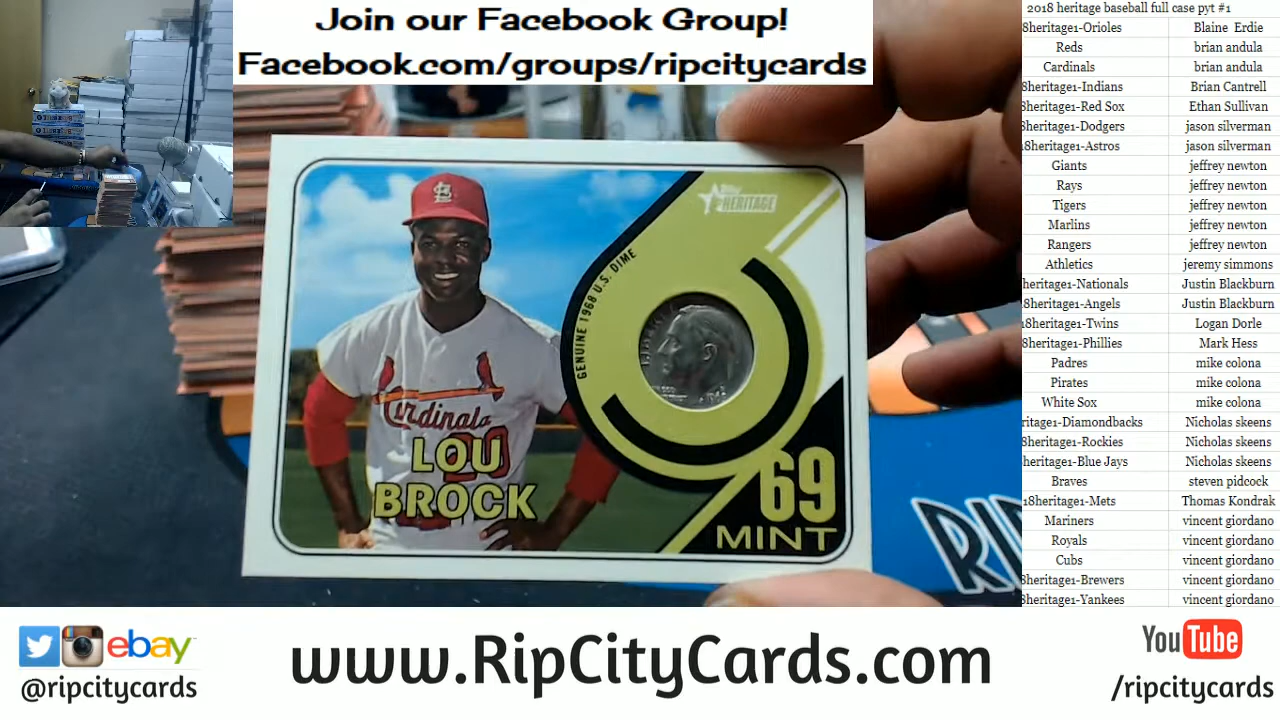 Join our Facebook Group!
Facebook.com/groups/ripcitycards
2018 heritage baseball full case pyt #1
8heritage1-Orioles Blaine Erdie
Reds brian andula
Cardinals brian andula
8heritage1-Indians Brian Cantrell
8heritage1-Red Sox Ethan Sullivan
8heritage1-Dodgers jason silverman
18heritage1-Astros jason silverman
Giants jeffrey newton
Rays jeffrey newton
Tigers jeffrey newton
Marlins jeffrey newton
Rangers jeffrey newton
Athletics jeremy simmons
heritage1-Nationals Justin Blackburn
8heritage1-Angels Justin Blackburn
18heritage1-Twins Logan Dorle
8heritage1-Phillies Mark Hess
Padres mike colona
Pirates mike colona
White Sox mike colona
ritage1-Diamondbacks Nicholas skeens
8heritage1-Rockies Nicholas skeens
heritage1-Blue Jays Nicholas skeens
Braves steven pidcock
18heritage1-Mets Thomas Kondrak
Mariners vincent giordano
Royals vincent giordano
Cubs vincent giordano
8heritage1-Brewers vincent giordano
8heritage1-Yankees vincent giordano
Topps
HERITAGE
GENUINE 1968 U.S. DIME
Cardinals
20
LOU
BROCK
69
MINT
RIP
ebay
@ripcitycards
www.RipCityCards.com
YouTube
/ripcitycards